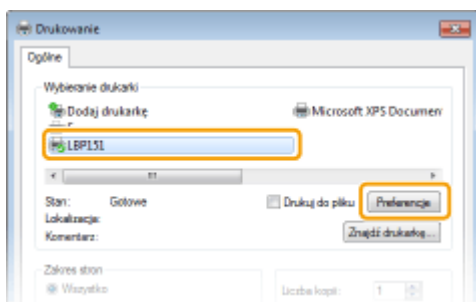 Drukowanie
Ogólne
Wybieranie drukarki
Dodaj drukarkę
Microsoft XPS Documen
LBP151
Stan: Gotowe
Drukuj do pliku
Preferencje
Lokalizacja:
Komentarz:
Znajdź drukarkę...
Zakres stron
Wszystko
Liczba kopii: 1